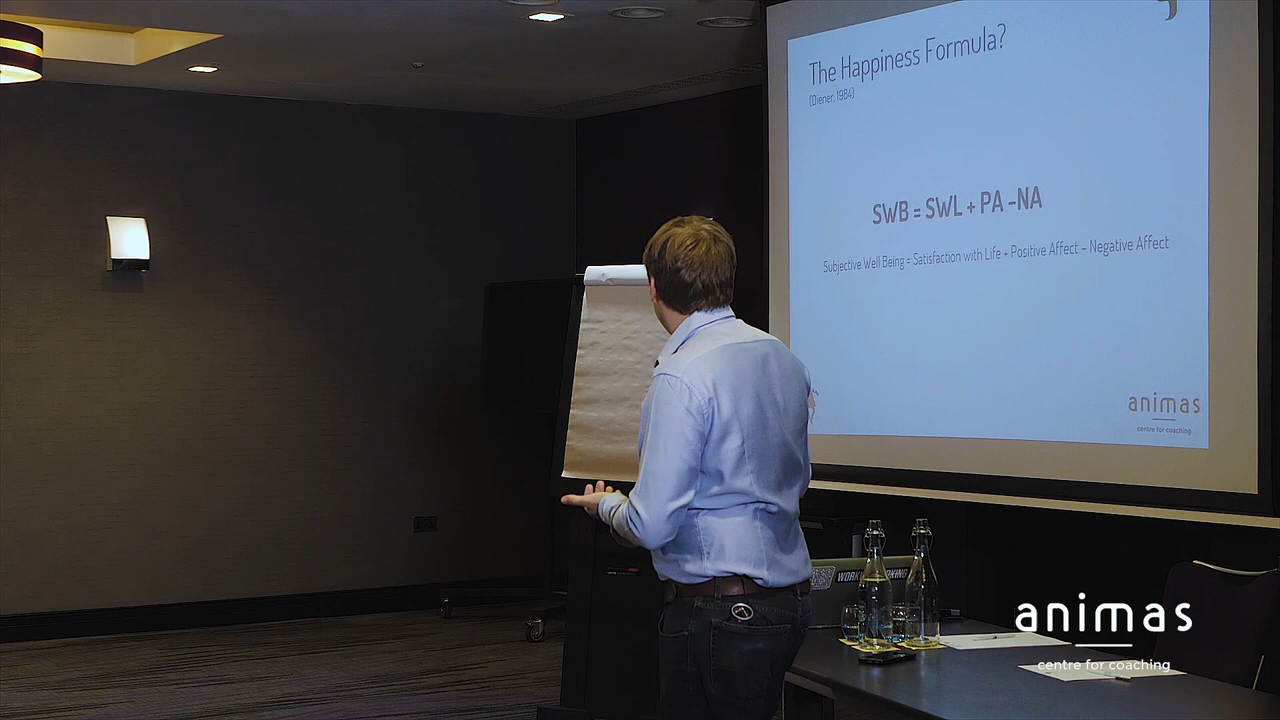 The Happiness Formula?
(Diener, 1984)
SWB = SWL + PA -NA
Subjective Well Being = Satisfaction with Life + Positive Affect - Negative Affect
animas
centre for coaching
animas
centre for coaching